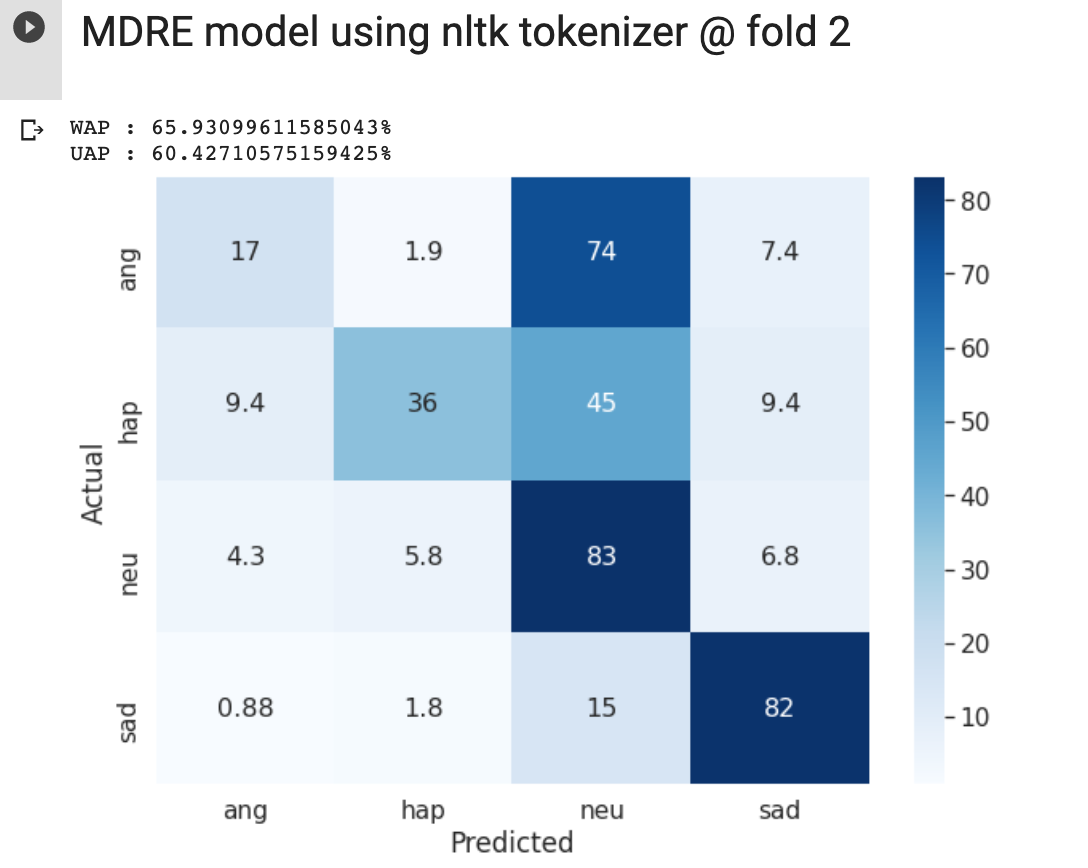 MDRE model using nltk tokenizer @ fold 2
WAP : 65.93099611585043%
UAP : 60.42710575159425%
ang 17 1.9 74 7.4
hap 9.4 36 45 9.4
neu 4.3 5.8 83 6.8
sad 0.88 1.8 15 82
Actual
ang hap neu sad
Predicted
80
70
60
50
40
30
20
10